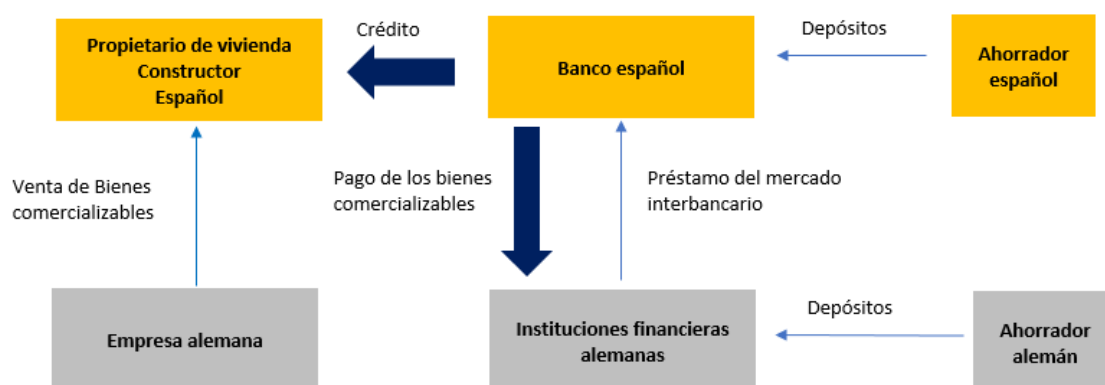 Propietario de vivienda
Constructor
Español
Crédito
Banco español
Depósitos
Ahorrador
español
Venta de Bienes
comercializables
Pago de los bienes
comercializables
Préstamo del mercado
interbancario
Empresa alemana
Instituciones financieras
alemanas
Depósitos
Ahorrador
alemán